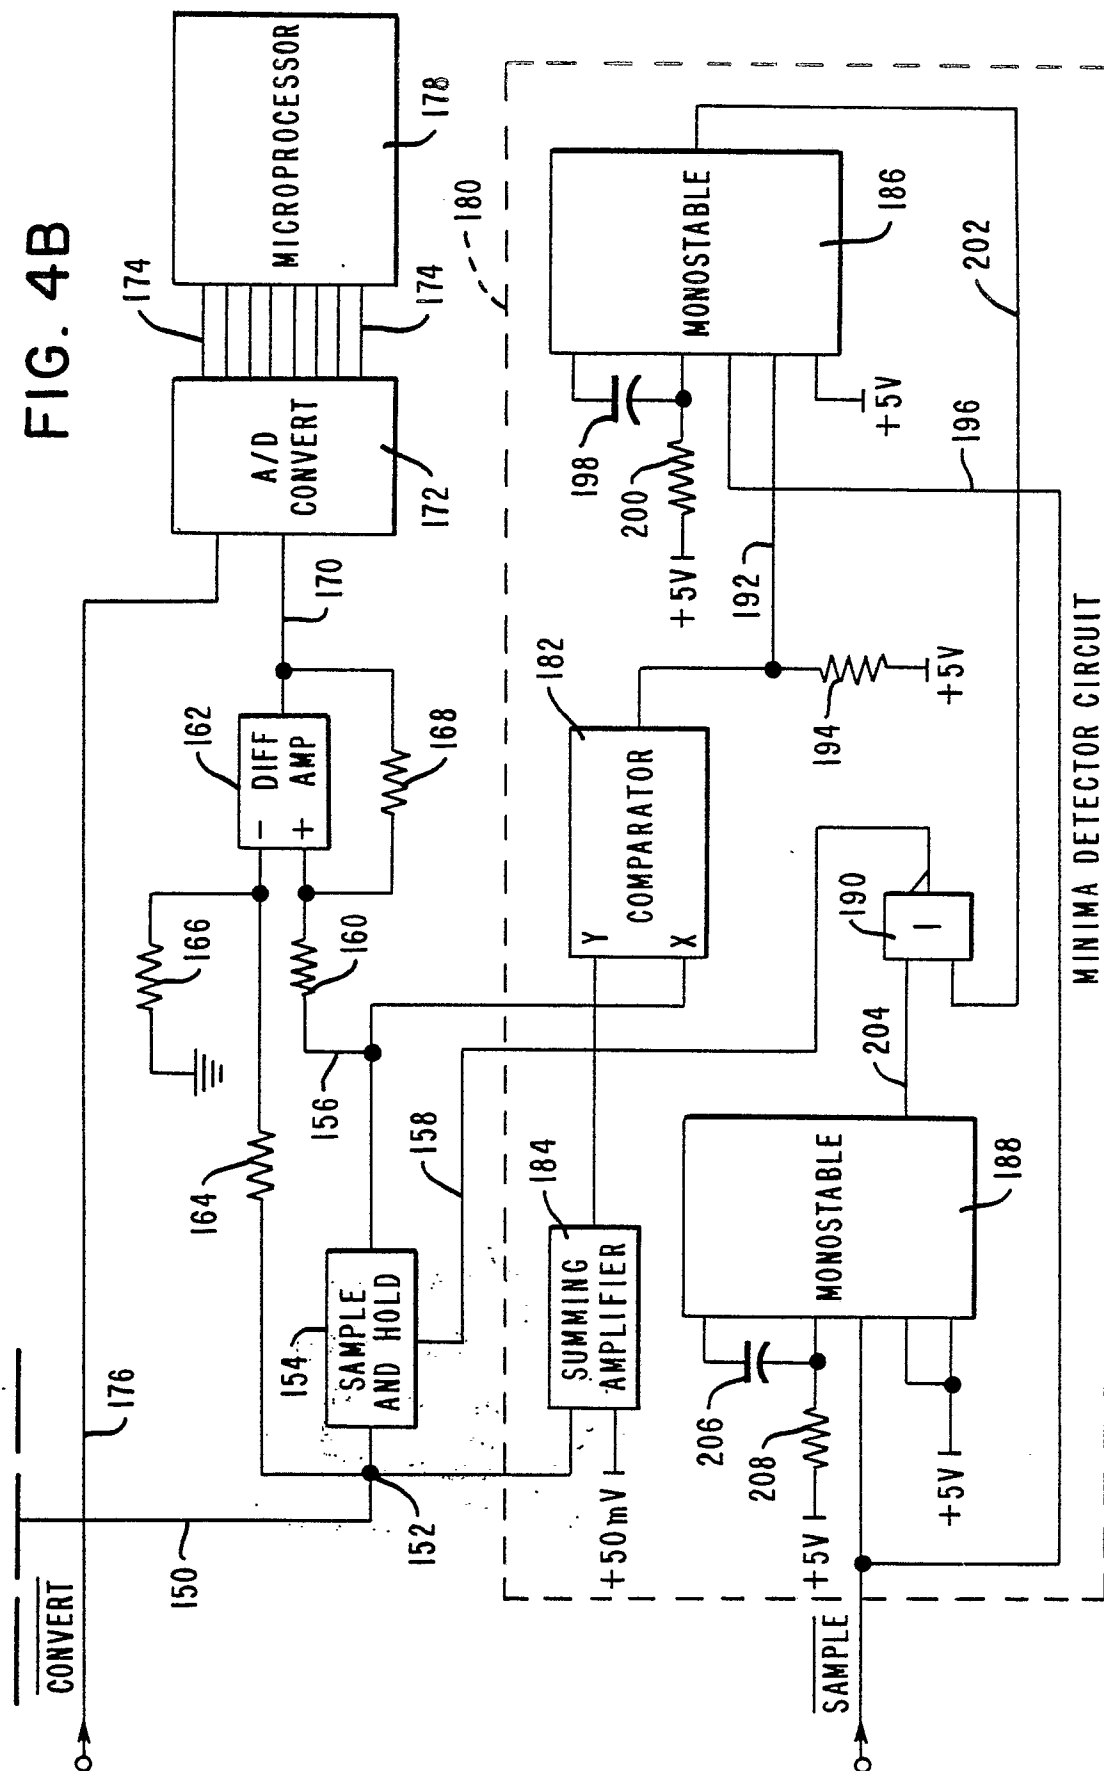 FIG. 4B
CONVERT
176
150
152
154
SAMPLE
AND HOLD
164
166
156
160
158
162
DIFF
AMP
-
+
168
170
A/D
CONVERT
172
174
174
MICROPROCESSOR
178
180
+50mV
SUMMING
AMPLIFIER
184
Y
X
COMPARATOR
182
192
194
+5V
198
200
+5V
MONOSTABLE
186
+5V
196
202
SAMPLE
206
208
+5V
+5V
MONOSTABLE
188
204
190
I
MINIMA DETECTOR CIRCUIT